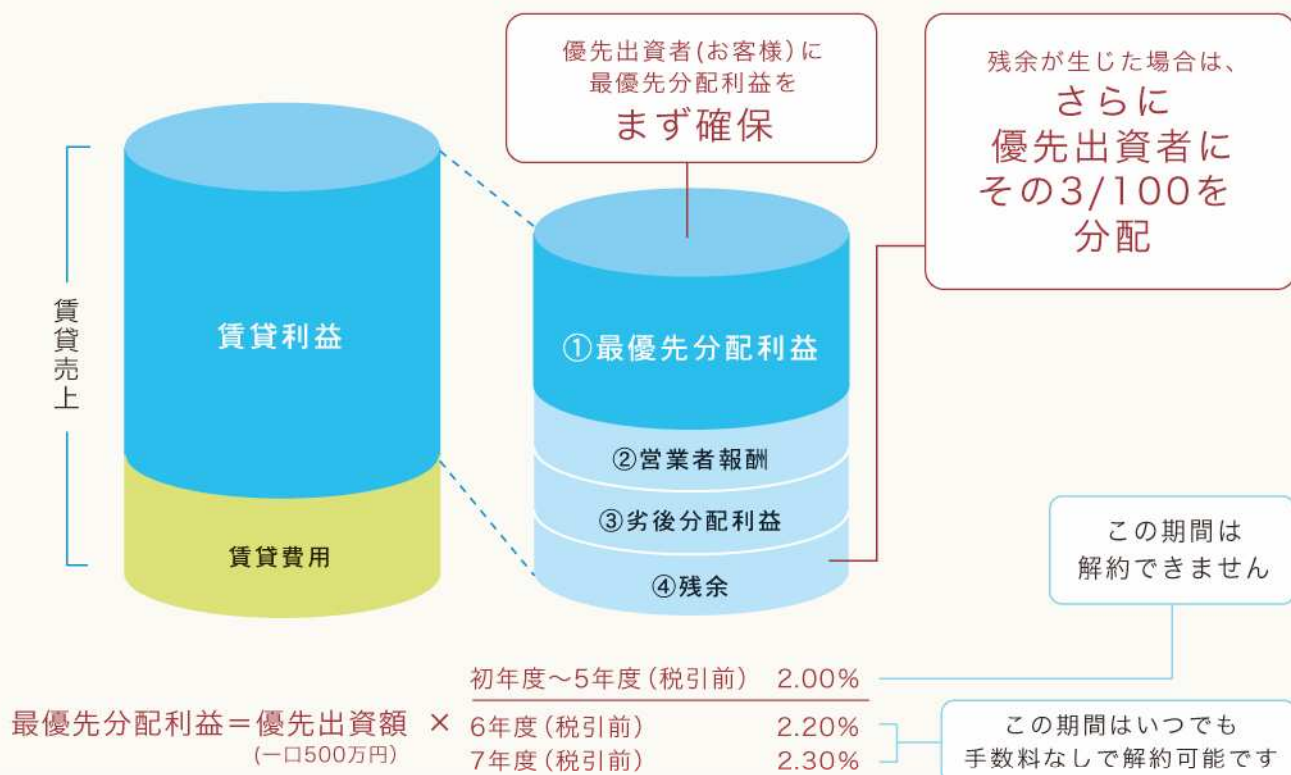 優先出資者(お客様)に
最優先分配利益を
まず確保
残余が生じた場合は、
さらに
優先出資者に
その3/100を
分配
賃貸売上
賃貸利益
賃貸費用
①最優先分配利益
②営業者報酬
③劣後分配利益
④残余
この期間は
解約できません
最優先分配利益＝優先出資額 ×
(一口500万円)
初年度～5年度(税引前) 2.00%
6年度(税引前) 2.20%
7年度(税引前) 2.30%
この期間はいつでも
手数料なしで解約可能です